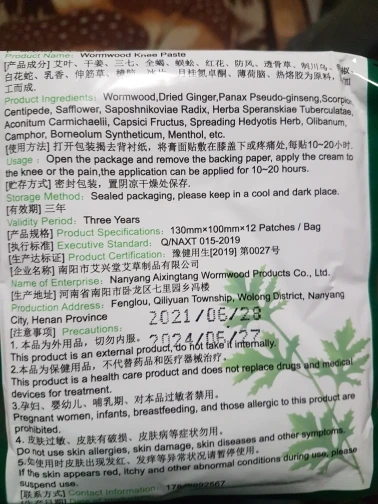 Product Name: Wormwood Knee Paste
[产品成分] 艾叶、干姜、三七、全蝎、蜈蚣、红花、防风、透骨草、制川乌、
白花蛇、乳香、伸筋草、樟脑、冰片、月桂氮卓酮、薄荷脑、热熔胶为原料,
工而成.
Product Ingredients: Wormwood,Dried Ginger,Panax Pseudo-ginseng,Scorpio,
Centipede, Safflower, Saposhnikoviae Radix, Herba Speranskiae Tuberculatae,
Aconitum Carmichaelii, Capsici Fructus, Spreading Hedyotis Herb, Olibanum,
Camphor, Borneolum Syntheticum, Menthol, etc.
[使用方法] 打开包装揭去背衬纸，将膏面贴敷在膝盖下或疼痛处,每贴10~20小时.
Usage : Open the package and remove the backing paper, apply the cream to
the knee or the pain,the application can be applied for 10~20 hours.
[贮存方式] 密封包装，置阴凉干燥处保存.
Storage Method: Sealed packaging, please keep in a cool and dark place.
[有效期] 三年
Validity Period: Three Years
[产品规格] Product Specifications: 130mm×100mm×12 Patches / Bag
[执行标准] Executive Standard: Q/NAXT 015-2019
[生产达标证] Product Certification: 豫健用生[2019] 第0027号
[企业名称] 南阳市艾兴堂艾草制品有限公司
Name of Enterprise: Nanyang Aixingtang Wormwood Products Co., Ltd.
[生产地址] 河南省南阳市卧龙区七里园乡冯楼
Production Address: Fenglou, Qiliyuan Township, Wolong District, Nanyang
City, Henan Province
2021/06/28
[注意事项] Precautions:
2024/05/27
1. 本品为外用品，切勿内服。
This product is an external product, do not take it internally.
2.本品为保健用品，不代替药品和医疗器械治疗。
This product is a health care product and does not replace drugs and medical
devices for treatment.
3.孕妇、婴幼儿、哺乳期、对本品过敏者禁用。
Pregnant women, infants, breastfeeding, and those allergic to this product are
prohibited.
4. 皮肤过敏、皮肤有破损、皮肤病等症状勿用。
Do not use skin allergies, skin damage, skin diseases and other symptoms.
5.如使用时皮肤出现发红、发痒等异常状况请暂停使用。
If the skin appears red, itchy and other abnormal conditions during use, please
suspend use.
[联系方式] Contact Information